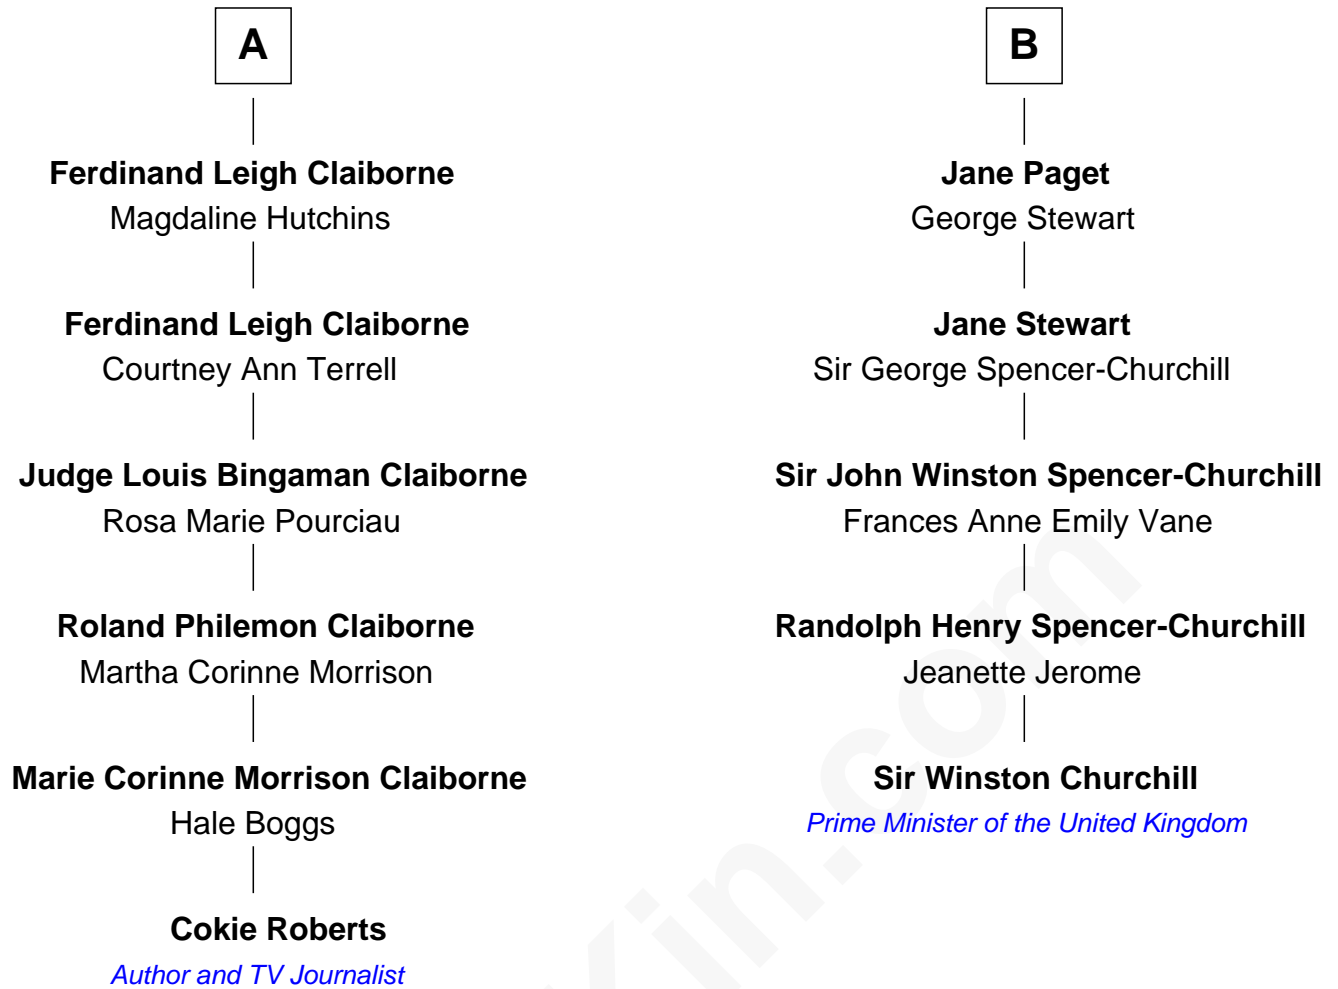 A
Ferdinand Leigh Claiborne
Magdaline Hutchins
Ferdinand Leigh Claiborne
Courtney Ann Terrell
Judge Louis Bingaman Claiborne
Rosa Marie Pourciau
Roland Philemon Claiborne
Martha Corinne Morrison
Marie Corinne Morrison Claiborne
Hale Boggs
Cokie Roberts
Author and TV Journalist
B
Jane Paget
George Stewart
Jane Stewart
Sir George Spencer-Churchill
Sir John Winston Spencer-Churchill
Frances Anne Emily Vane
Randolph Henry Spencer-Churchill
Jeanette Jerome
Sir Winston Churchill
Prime Minister of the United Kingdom